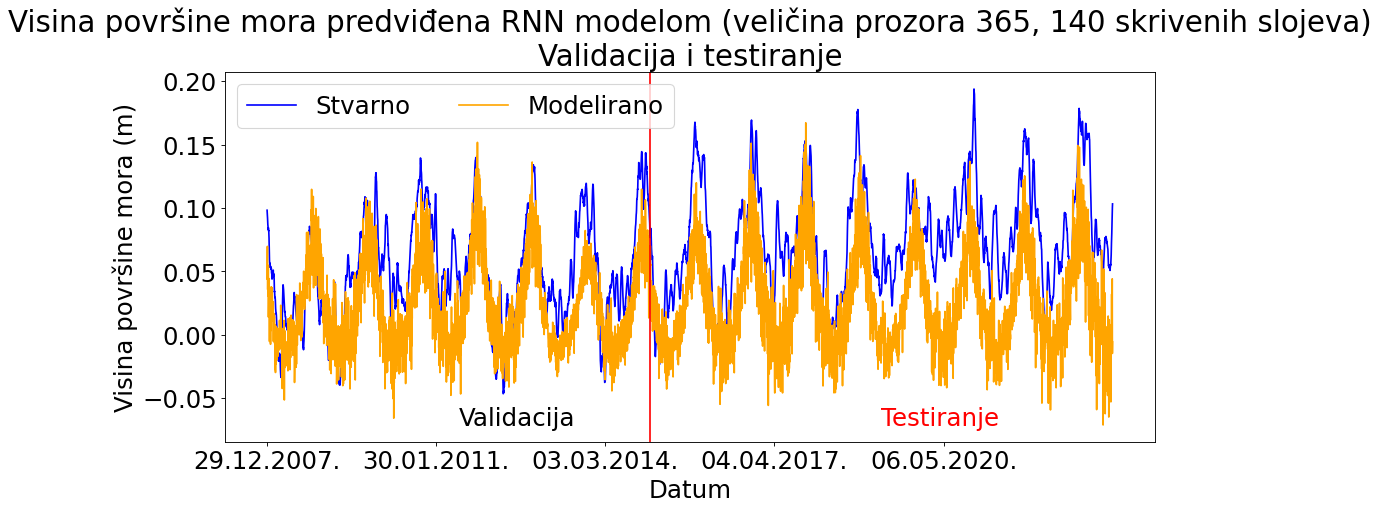 Visina površine mora predviđena RNN modelom (veličina prozora 365, 140 skrivenih slojeva)
Validacija i testiranje
Visina površine mora (m)
0.20
0.15
0.10
0.05
0.00
−0.05
Stvarno
Modelirano
Validacija
Testiranje
29.12.2007.
30.01.2011.
03.03.2014.
04.04.2017.
06.05.2020.
Datum